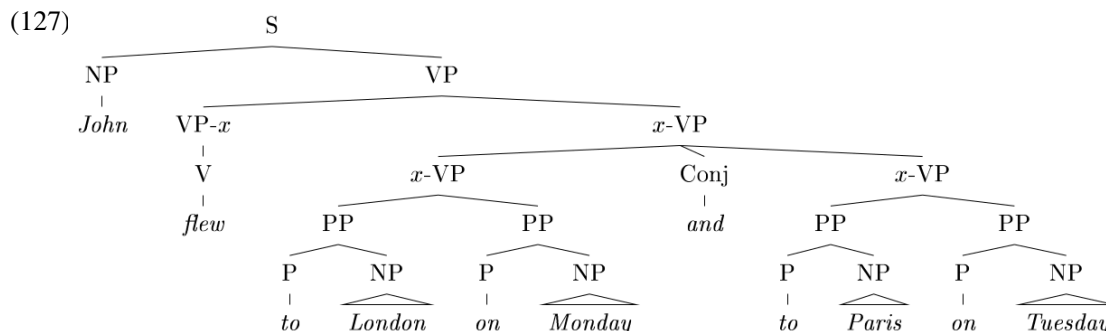 (127) S
NP VP
John VP-x x-VP
V x-VP Conj x-VP
flew PP PP and PP PP
P NP P NP P NP P NP
to London on Monday to Paris on Tuesday